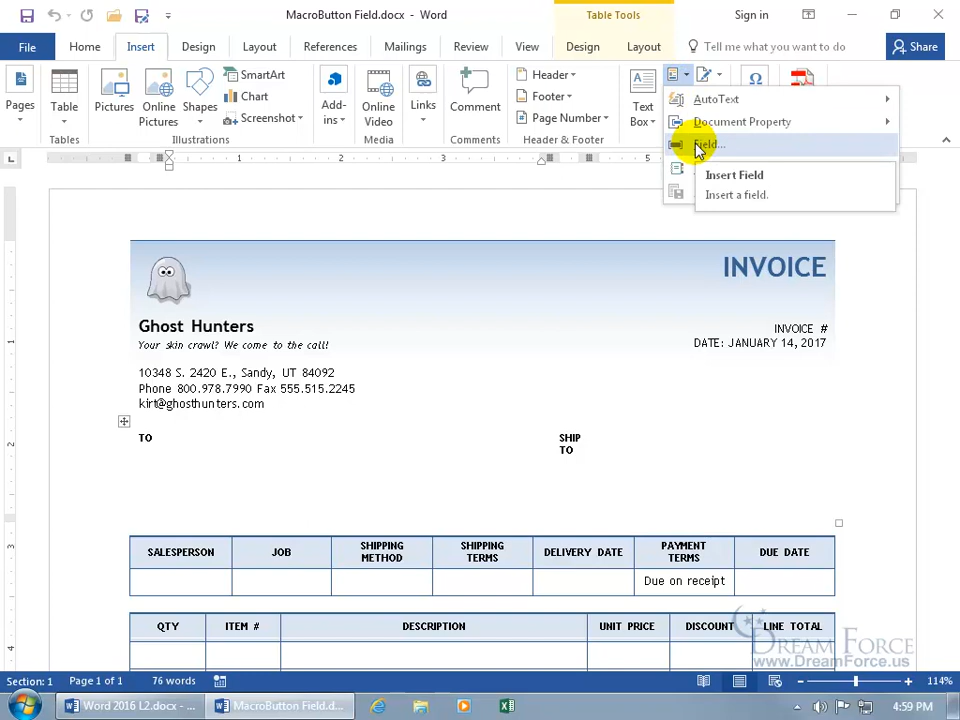 MacroButton Field.docx - Word
Table Tools
Sign in
File
Home
Insert
Design
Layout
References
Mailings
Review
View
Design
Layout
Tell me what you want to do
Share
Pages
Table
Pictures
Online Pictures
Shapes
SmartArt
Chart
Screenshot
Add-ins
Online Video
Links
Comment
Header
Footer
Page Number
Text Box
Tables
Media
Comments
Header & Footer
AutoText
Document Property
Field...
Insert Field
Insert a field.
1
2
3
5
INVOICE
Ghost Hunters
Your skin crawl? We come to the call!
INVOICE #
DATE: JANUARY 14, 2017
10348 S. 2420 E., Sandy, UT 84092
Phone 800.978.7990 Fax 555.515.2245
kirt@ghosthunters.com
TO
SHIP
TO
SALESPERSON
JOB
SHIPPING METHOD
SHIPPING TERMS
DELIVERY DATE
PAYMENT TERMS
DUE DATE
Due on receipt
QTY
ITEM #
DESCRIPTION
UNIT PRICE
DISCOUNT
LINE TOTAL
DREAM FORCE
www.DreamForce.us
Section: 1
Page 1 of 1
76 words
114%
Word 2016 L2.docx - ...
MacroButton Field.d...
4:59 PM